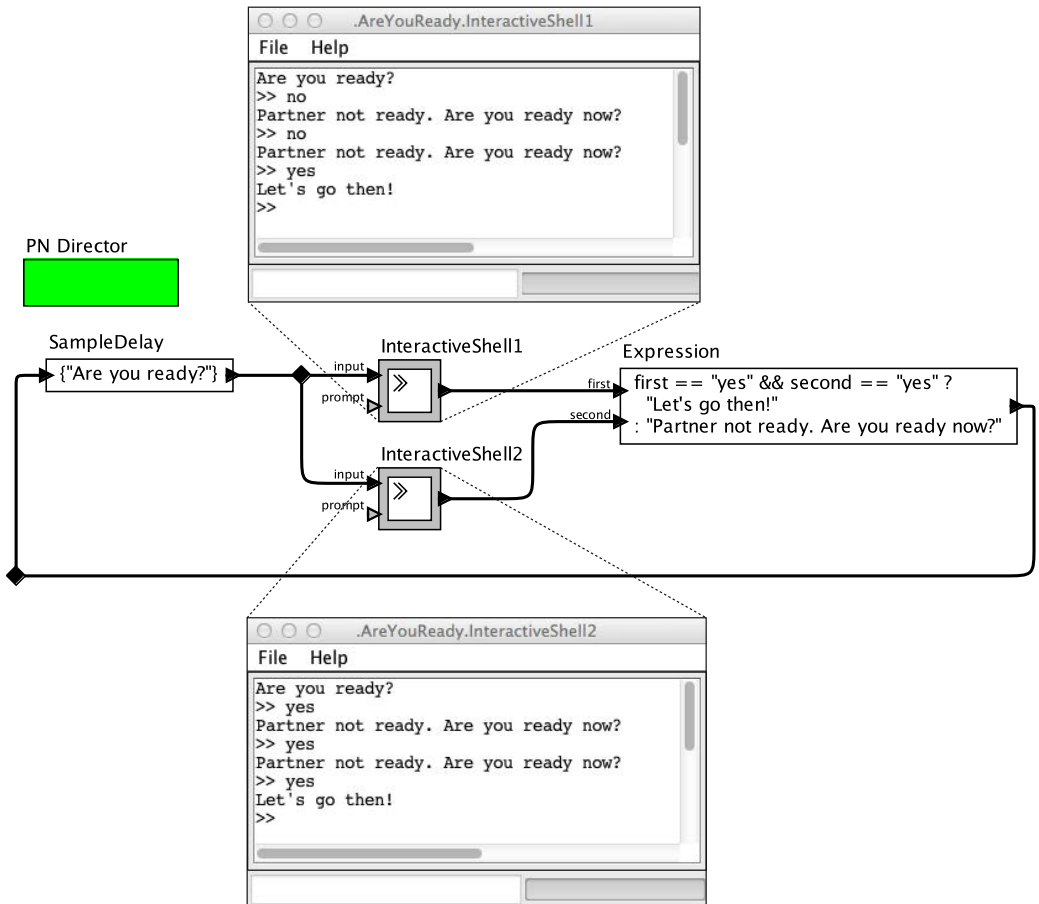 .AreYouReady.InteractiveShell1
File Help
Are you ready?
>> no
Partner not ready. Are you ready now?
>> no
Partner not ready. Are you ready now?
>> yes
Let's go then!
>>
PN Director
SampleDelay
{"Are you ready?"}
InteractiveShell1
input
prompt
Expression
first
second
first == "yes" && second == "yes" ?
"Let's go then!"
: "Partner not ready. Are you ready now?"
InteractiveShell2
input
prompt
.AreYouReady.InteractiveShell2
File Help
Are you ready?
>> yes
Partner not ready. Are you ready now?
>> yes
Partner not ready. Are you ready now?
>> yes
Let's go then!
>>